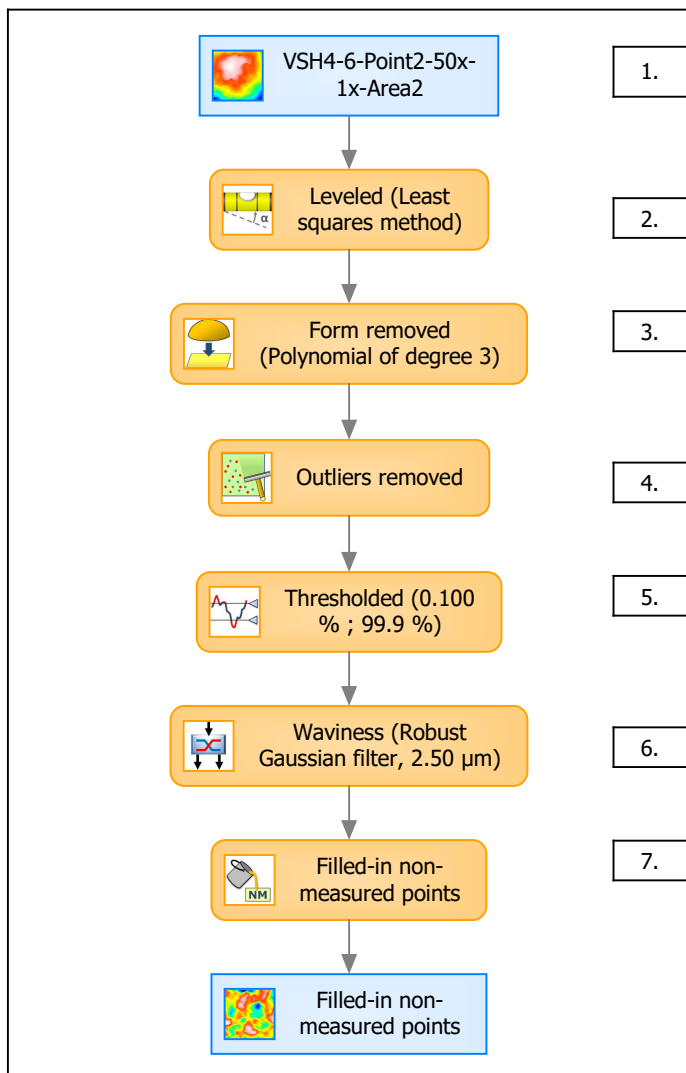 VSH4-6-Point2-50x-
1x-Area2
1.
Leveled (Least
squares method)
α
2.
Form removed
(Polynomial of degree 3)
3.
Outliers removed
4.
Thresholded (0.100
% ; 99.9 %)
5.
Waviness (Robust
Gaussian filter, 2.50 µm)
6.
Filled-in non-
measured points
NM
7.
Filled-in non-
measured points